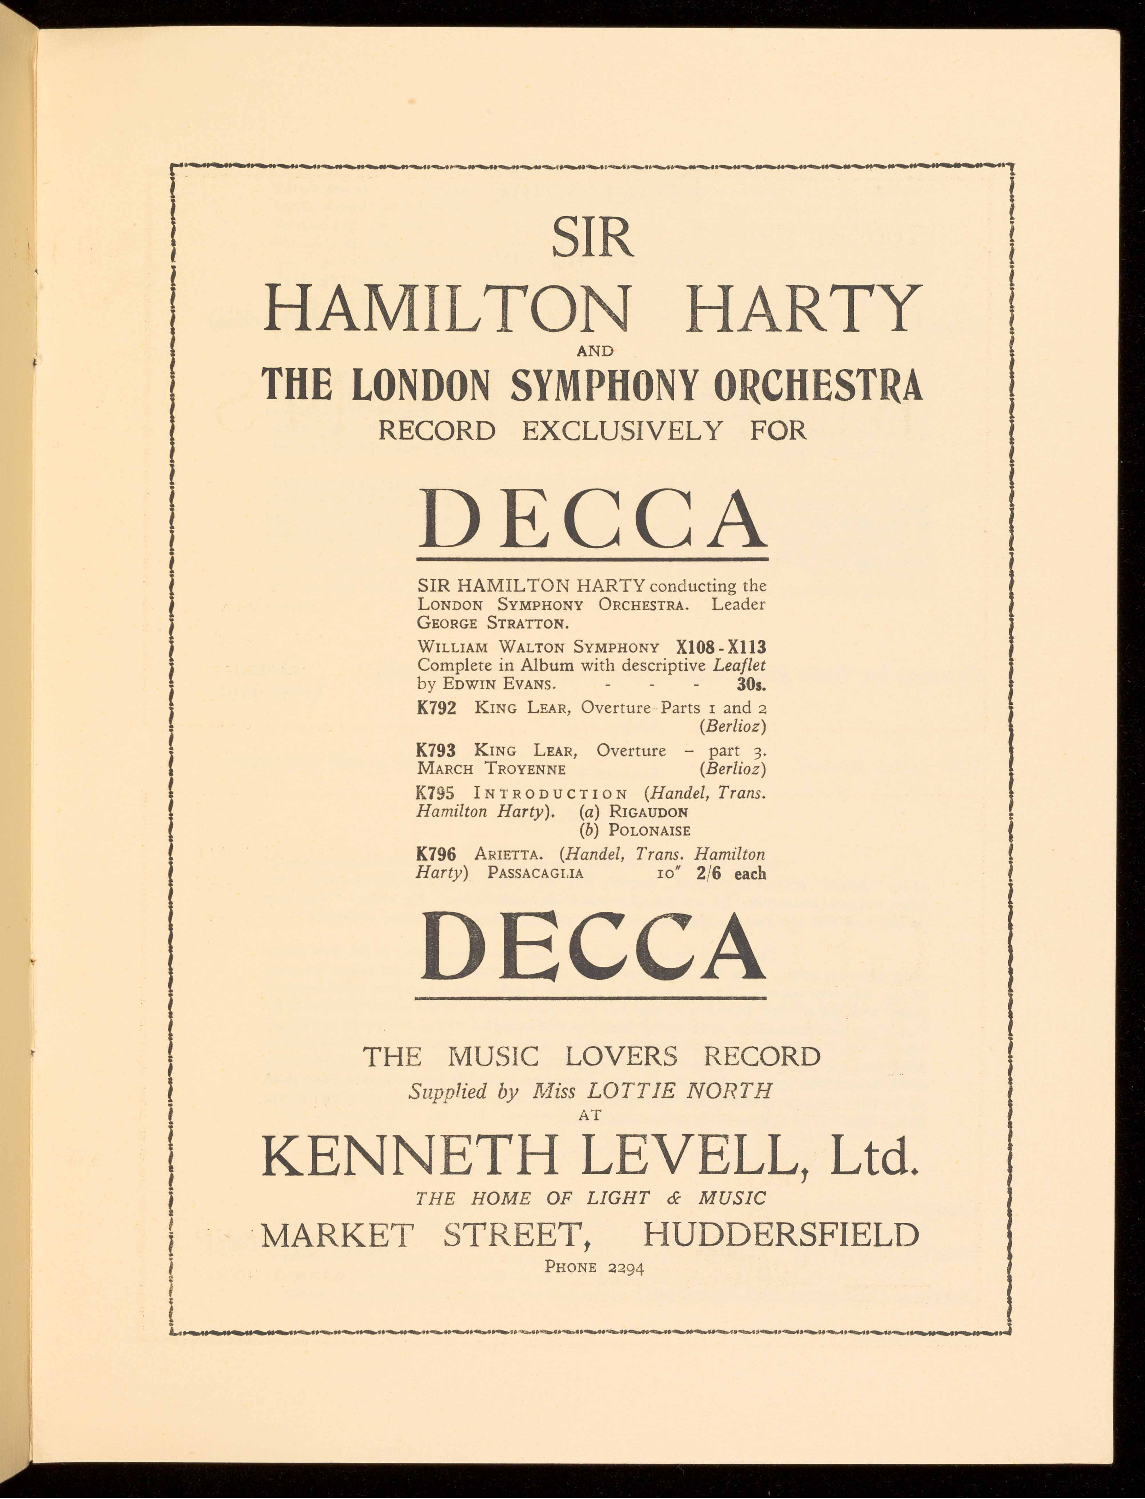 SIR
HAMILTON HARTY
AND
THE LONDON SYMPHONY ORCHESTRA
RECORD EXCLUSIVELY FOR
DECCA
SIR HAMILTON HARTY conducting the
LONDON SYMPHONY ORCHESTRA. Leader
GEORGE STRATTON.
WILLIAM WALTON SYMPHONY X108-X113
Complete in Album with descriptive Leaflet
by EDWIN EVANS. - - - 30s.
K792 KING LEAR, Overture Parts 1 and 2
(Berlioz)
K793 KING LEAR, Overture – part 3.
MARCH TROYENNE (Berlioz)
K795 INTRODUCTION (Handel, Trans.
Hamilton Harty). (a) RIGAUDON
(b) POLONAISE
K796 ARIETTA. (Handel, Trans. Hamilton
Harty) PASSACAGLIA 10" 2/6 each
DECCA
THE MUSIC LOVERS RECORD
Supplied by Miss LOTTIE NORTH
AT
KENNETH LEVELL, Ltd.
THE HOME OF LIGHT & MUSIC
MARKET STREET, HUDDERSFIELD
PHONE 2294